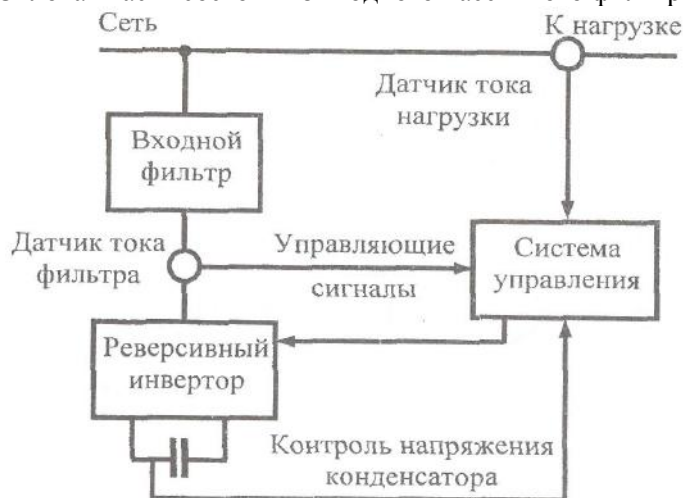 Сеть
К нагрузке
Датчик тока
нагрузки
Входной
фильтр
Датчик тока
фильтра
Управляющие
сигналы
Система
управления
Реверсивный
инвертор
Контроль напряжения
конденсатора